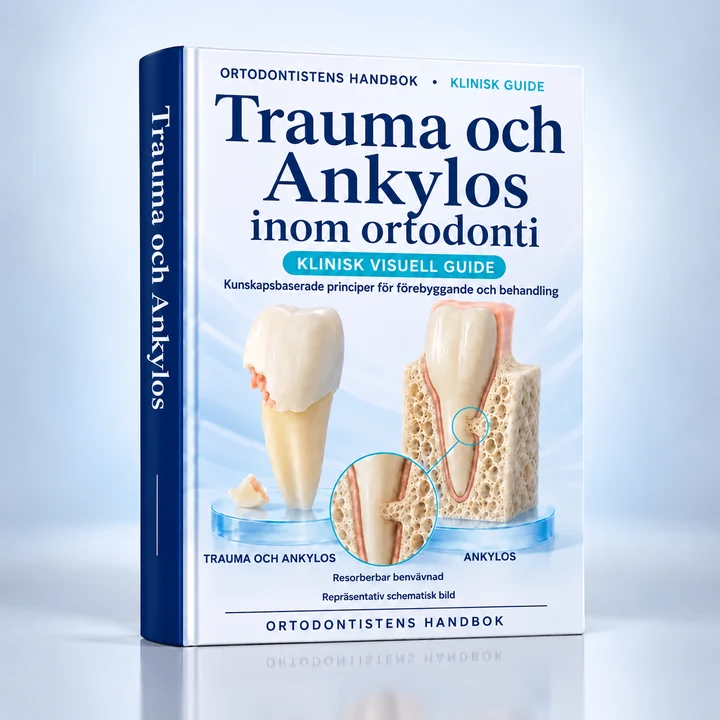 Trauma och Ankylos
ORTODONTISTENS HANDBOK • KLINISK GUIDE
Trauma och
Ankylos
inom ortodonti
KLINISK VISUELL GUIDE
Kunskapsbaserade principer för förebyggande och behandling
TRAUMA OCH ANKYLOS
ANKYLOS
Resorberbar benvävnad
Repräsentativ schematisk bild
ORTODONTISTENS HANDBOK